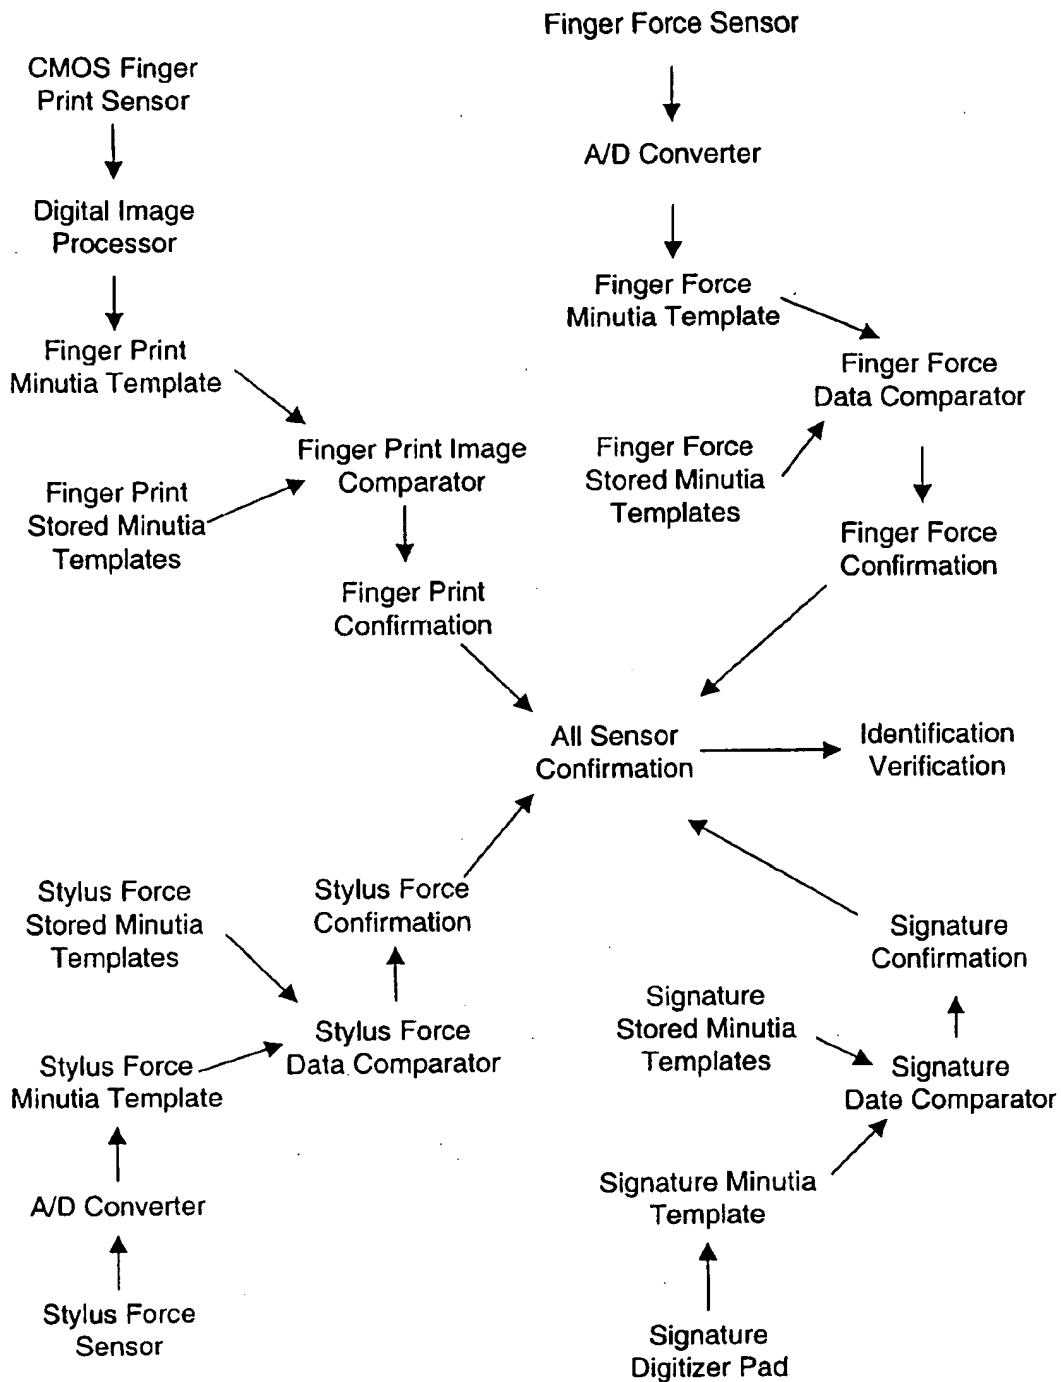 Finger Force Sensor
CMOS Finger
Print Sensor
A/D Converter
Digital Image
Processor
Finger Force
Minutia Template
Finger Print
Minutia Template
Finger Force
Data Comparator
Finger Print Image
Comparator
Finger Force
Stored Minutia
Templates
Finger Print
Stored Minutia
Templates
Finger Force
Confirmation
Finger Print
Confirmation
All Sensor
Confirmation
Identification
Verification
Stylus Force
Stored Minutia
Templates
Stylus Force
Confirmation
Signature
Confirmation
Signature
Stored Minutia
Templates
Stylus Force
Data Comparator
Stylus Force
Minutia Template
Signature
Date Comparator
A/D Converter
Signature Minutia
Template
Stylus Force
Sensor
Signature
Digitizer Pad